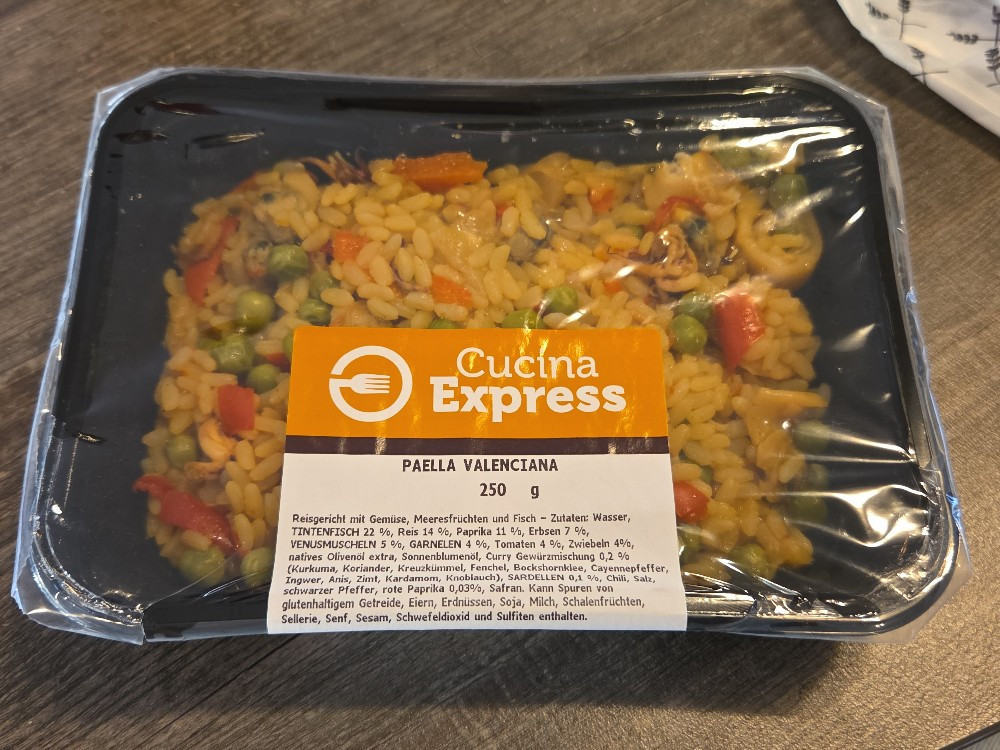 Cucina
Express
PAELLA VALENCIANA
250 g
Reisgericht mit Gemüse, Meeresfrüchten und Fisch – Zutaten: Wasser,
TINTENFISCH 22 %, Reis 14 %, Paprika 11 %, Erbsen 7 %,
VENUSMUSCHELN 5 %, GARNELEN 4 %, Tomaten 4 %, Zwiebeln 4%,
natives Olivenöl extra, Sonnenblumenöl, Curry Gewürzmischung 0,2 %
(Kurkuma, Koriander, Kreuzkümmel, Fenchel, Bockshornklee, Cayennepfeffer,
Ingwer, Anis, Zimt, Kardamom, Knoblauch), SARDELLEN 0,1 %, Chili, Salz,
schwarzer Pfeffer, rote Paprika 0,03%, Safran. Kann Spuren von
glutenhaltigem Getreide, Eiern, Erdnüssen, Soja, Milch, Schalenfrüchten,
Sellerie, Senf, Sesam, Schwefeldioxid und Sulfiten enthalten.